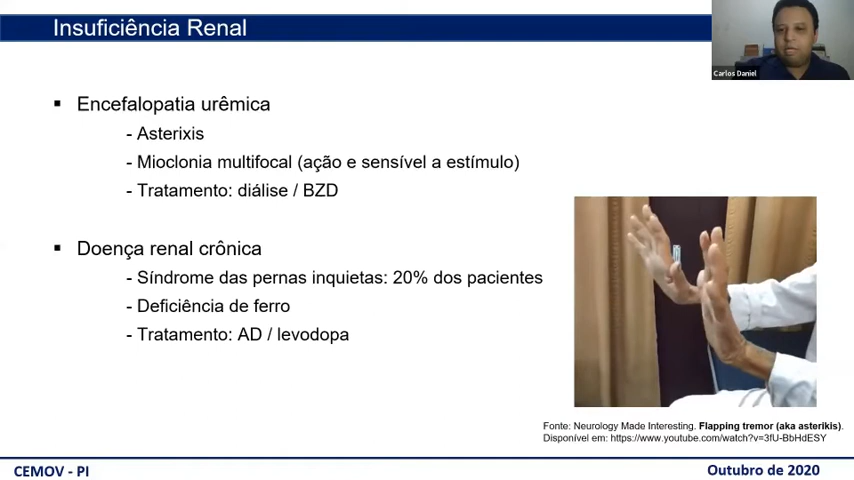 Insuficiência Renal
Carlos Daniel
▪ Encefalopatia urêmica
- Asterixis
- Mioclonia multifocal (ação e sensível a estímulo)
- Tratamento: diálise / BZD
▪ Doença renal crônica
- Síndrome das pernas inquietas: 20% dos pacientes
- Deficiência de ferro
- Tratamento: AD / levodopa
Fonte: Neurology Made Interesting. Flapping tremor (aka asterikis).
Disponível em: https://www.youtube.com/watch?v=3fU-BbHdESY
CEMOV - PI
Outubro de 2020